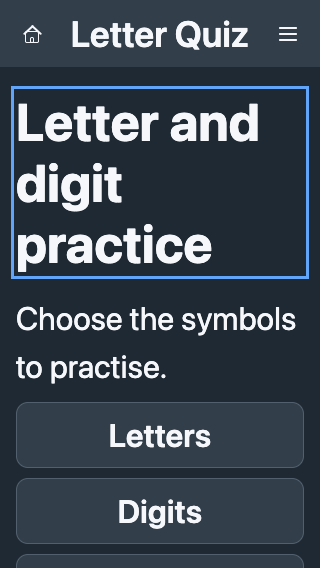 Letter Quiz
Letter and
digit
practice
Choose the symbols
to practise.
Letters
Digits